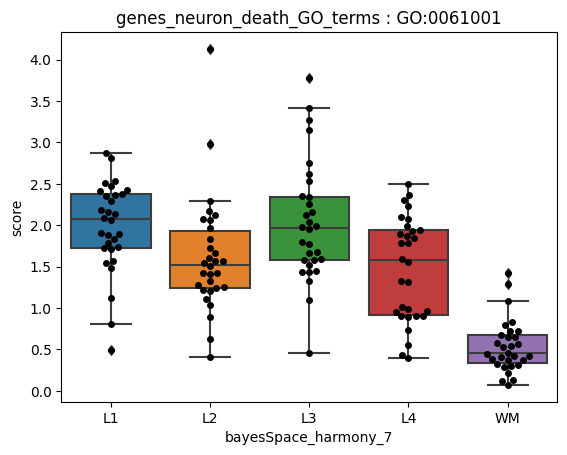 genes_neuron_death_GO_terms : GO:0061001
score
4.0
3.5
3.0
2.5
2.0
1.5
1.0
0.5
0.0
L1 L2 L3 L4 WM
bayesSpace_harmony_7